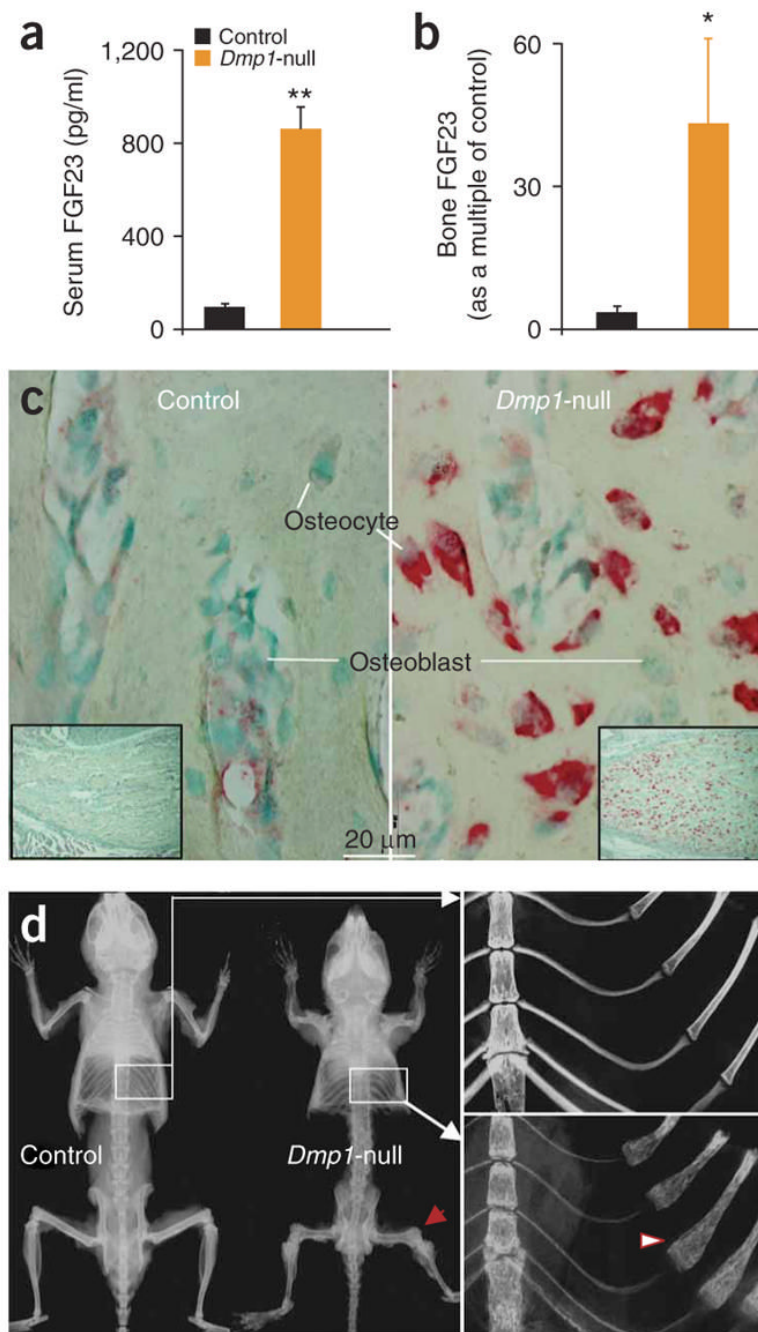 a
Control
Dmp1-null
Serum FGF23 (pg/ml)
1,200
800
400
0
**
b
Bone FGF23
(as a multiple of control)
60
30
0
*
c
Control
Dmp1-null
Osteocyte
Osteoblast
20 μm
d
Control
Dmp1-null